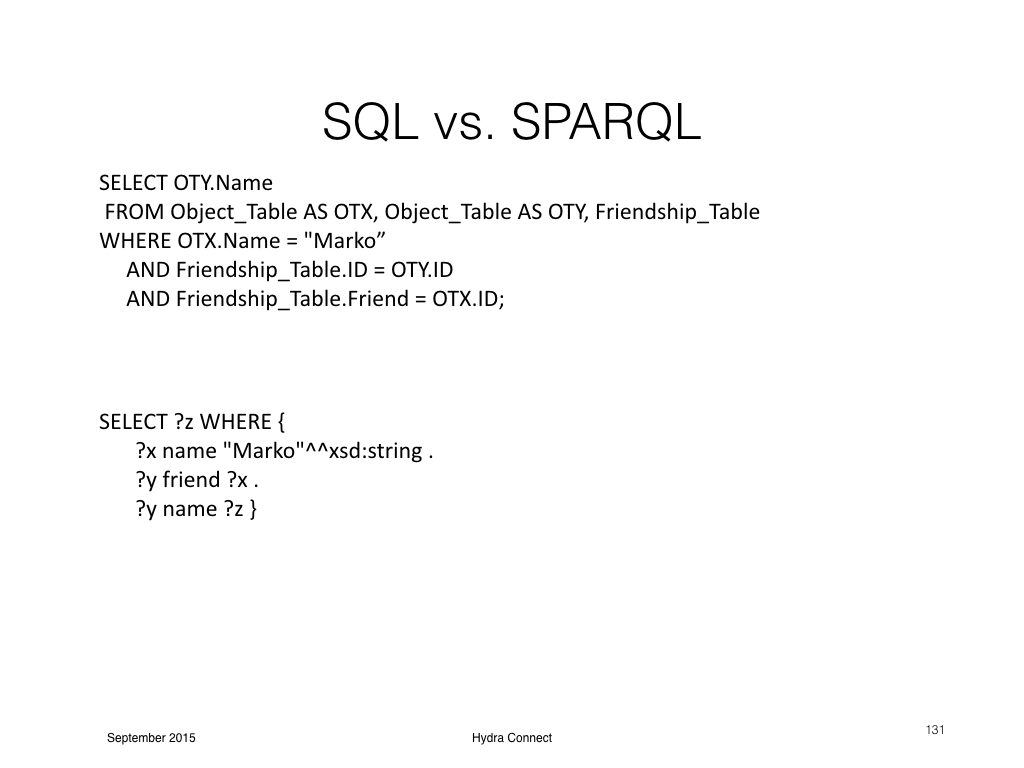 SQL vs. SPARQL
SELECT OTY.Name
FROM Object_Table AS OTX, Object_Table AS OTY, Friendship_Table
WHERE OTX.Name = "Marko”
AND Friendship_Table.ID = OTY.ID
AND Friendship_Table.Friend = OTX.ID;
SELECT ?z WHERE {
?x name "Marko"^^xsd:string .
?y friend ?x .
?y name ?z }
September 2015
Hydra Connect
131